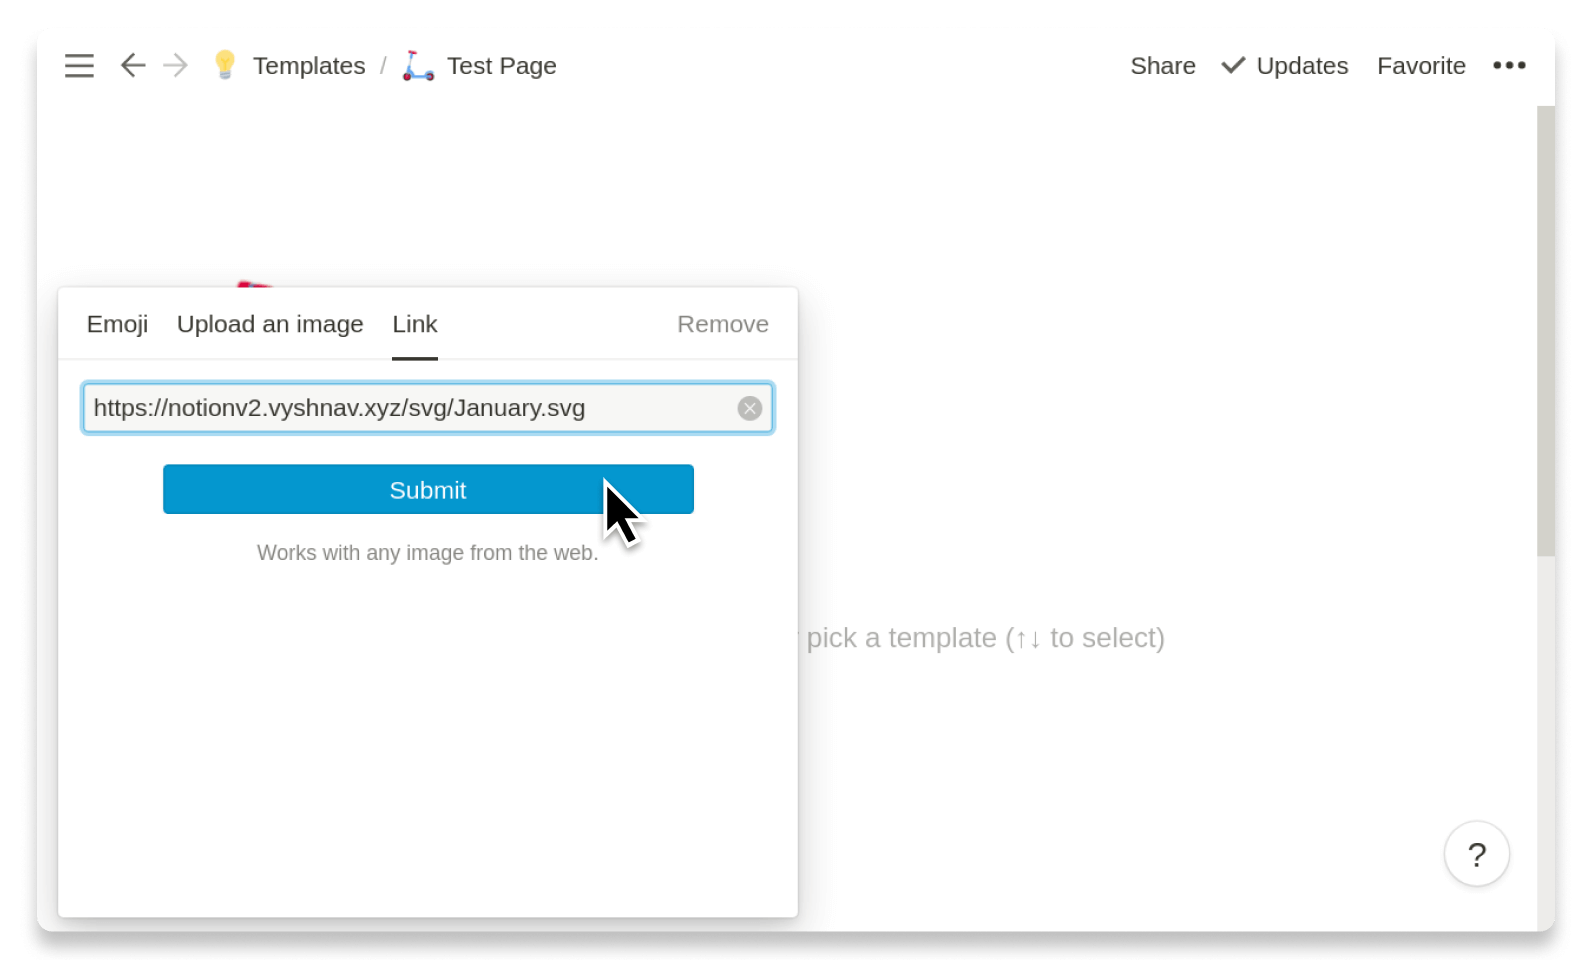 Templates / Test Page
Share Updates Favorite •••
Emoji Upload an image Link Remove
https://notionv2.vyshnav.xyz/svg/January.svg
Submit
Works with any image from the web.
pick a template (↑↓ to select)
?